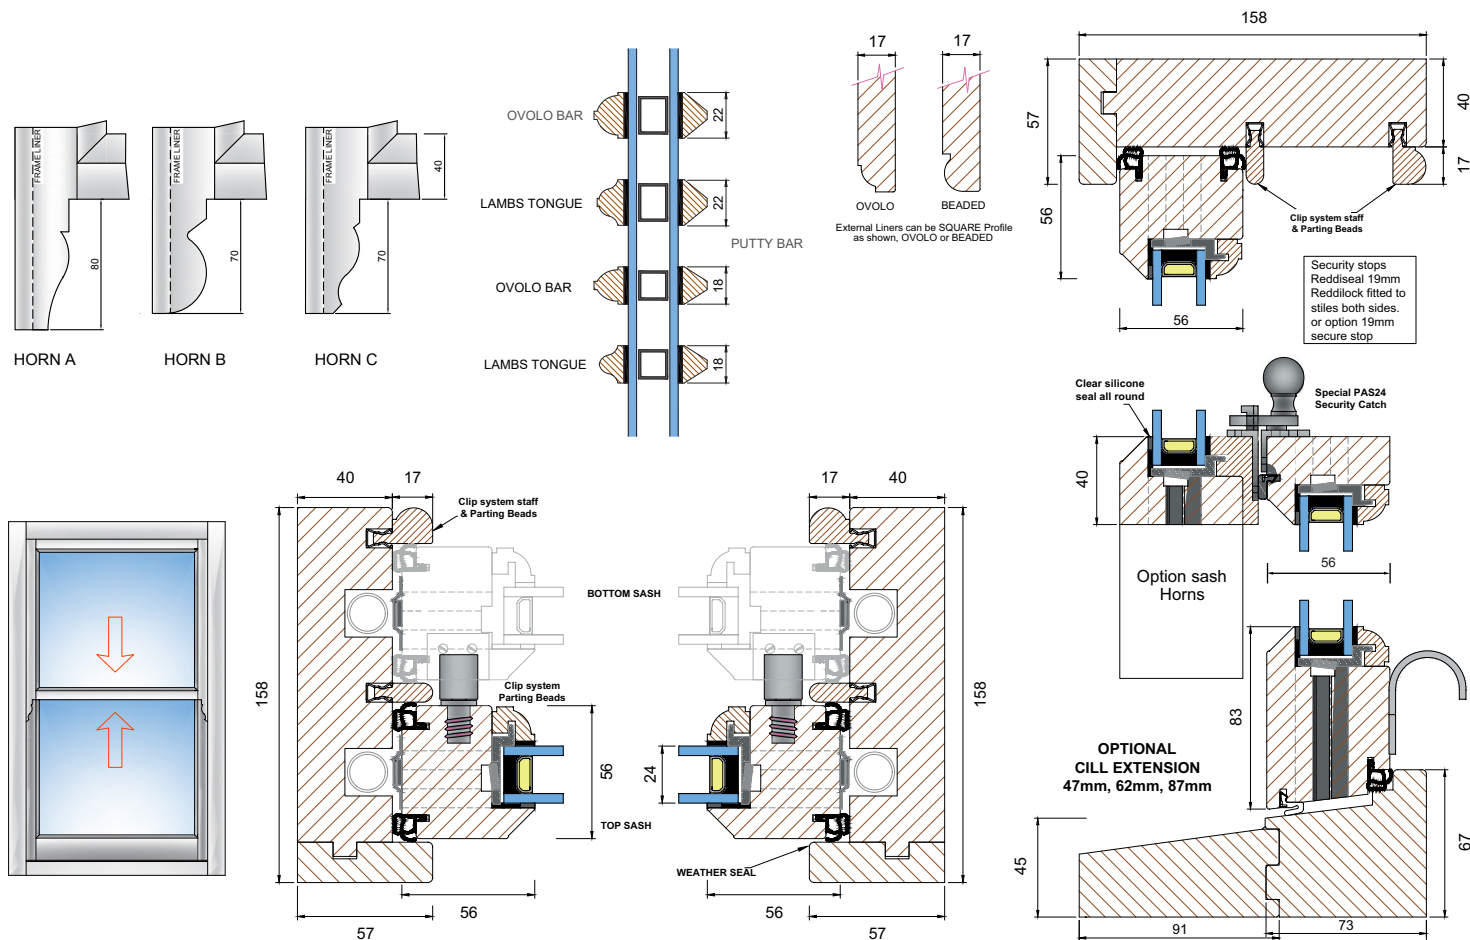 FRAME LINER
40
80
HORN A
FRAME LINER
70
HORN B
FRAME LINER
70
HORN C
OVOLO BAR
22
LAMBS TONGUE
22
PUTTY BAR
OVOLO BAR
18
LAMBS TONGUE
18
17
17
OVOLO
BEADED
External Liners can be SQUARE Profile
as shown, OVOLO or BEADED
158
57
40
17
56
56
Clip system staff
& Parting Beads
Security stops
Reddiseal 19mm
Reddilock fitted to
stiles both sides.
or option 19mm
secure stop
Clear silicone
seal all round
Special PAS24
Security Catch
40
56
Option sash
Horns
83
OPTIONAL
CILL EXTENSION
47mm, 62mm, 87mm
45
67
91
73
40
17
Clip system staff
& Parting Beads
158
BOTTOM SASH
Clip system
Parting Beads
56
TOP SASH
56
57
17
40
158
24
WEATHER SEAL
56
57